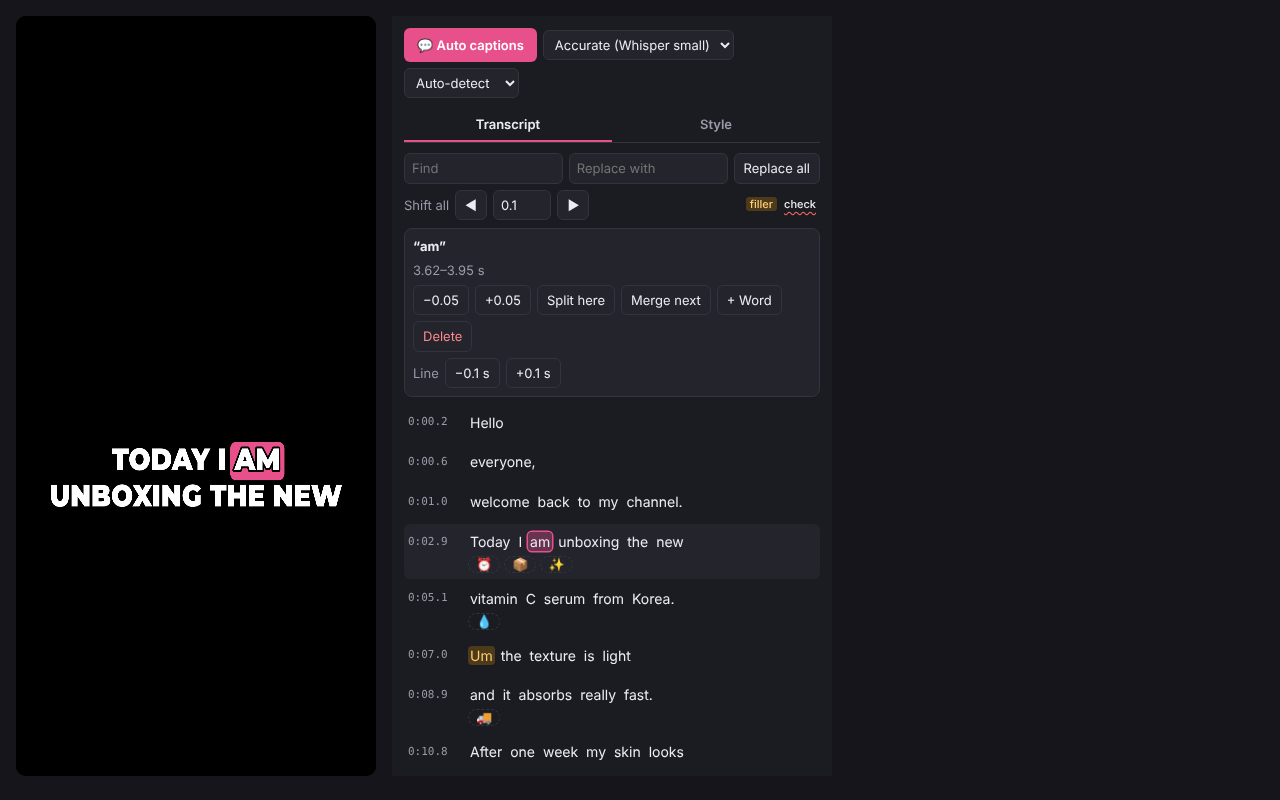 TODAY I AM
UNBOXING THE NEW
💬 Auto captions
Accurate (Whisper small)
Auto-detect
Transcript
Style
Find
Replace with
Replace all
Shift all
◀
0.1
▶
filler
check
“am”
3.62–3.95 s
−0.05
+0.05
Split here
Merge next
+ Word
Delete
Line
−0.1 s
+0.1 s
0:00.2 Hello
0:00.6 everyone,
0:01.0 welcome back to my channel.
0:02.9 Today I am unboxing the new
⏰ 📦 ✨
0:05.1 vitamin C serum from Korea.
💧
0:07.0 Um the texture is light
0:08.9 and it absorbs really fast.
🚚
0:10.8 After one week my skin looks